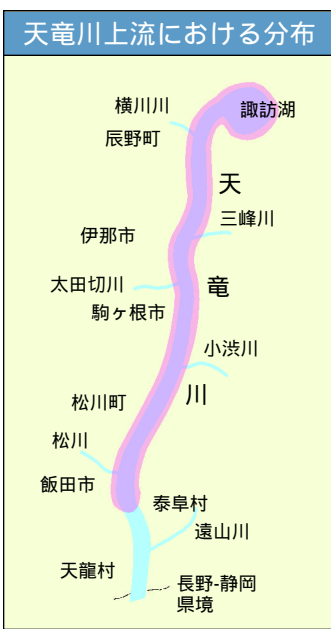 天竜川上流における分布
横川川
諏訪湖
辰野町
天
三峰川
伊那市
太田切川
竜
駒ヶ根市
小渋川
川
松川町
松川
飯田市
泰阜村
遠山川
天龍村
長野-静岡
県境